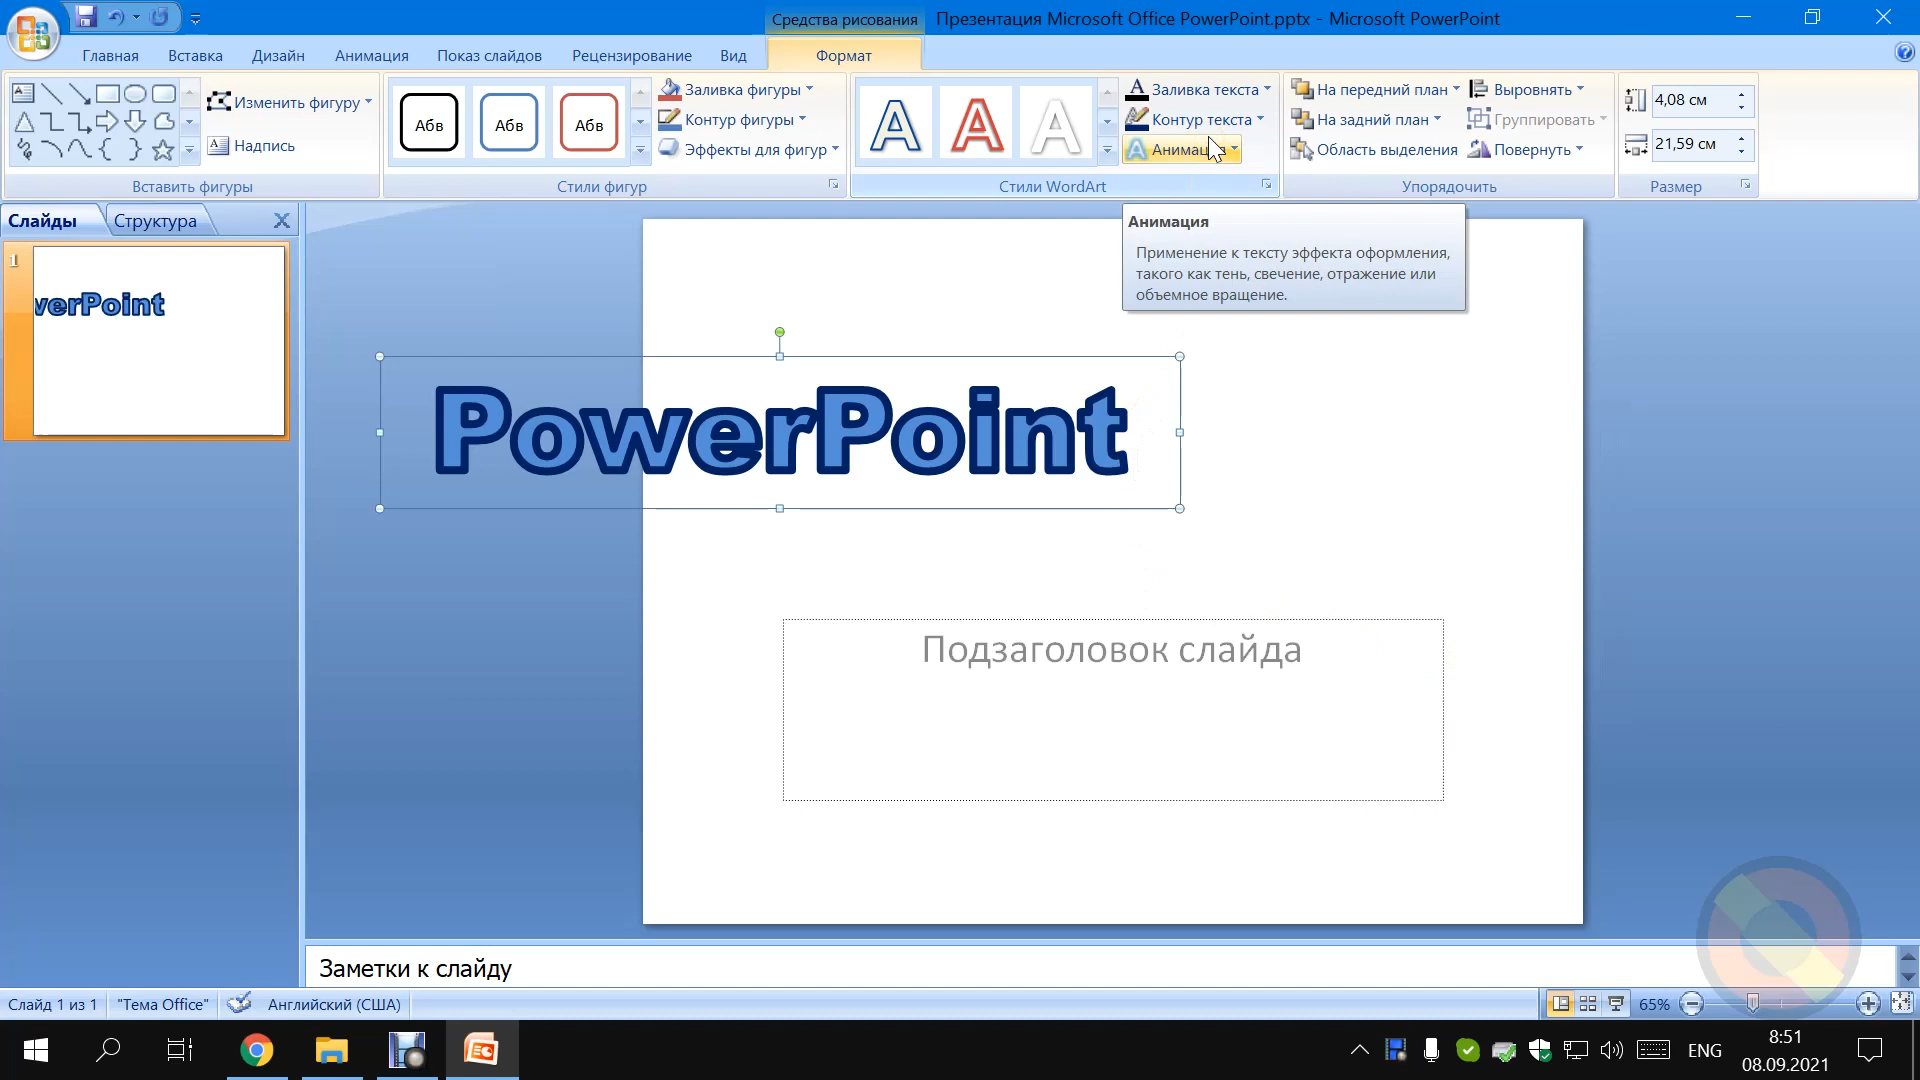 Средства рисования
Презентация Microsoft Office PowerPoint.pptx - Microsoft PowerPoint
Главная
Вставка
Дизайн
Анимация
Показ слайдов
Рецензирование
Вид
Формат
Изменить фигуру
Надпись
Вставить фигуры
Абв
Абв
Абв
Заливка фигуры
Контур фигуры
Эффекты для фигур
Стили фигур
A
A
A
Заливка текста
Контур текста
Анимация
Стили WordArt
На передний план
На задний план
Область выделения
Выровнять
Группировать
Повернуть
Упорядочить
4,08 см
21,59 см
Размер
Слайды
Структура
1
werPoint
Анимация
Применение к тексту эффекта оформления,
такого как тень, свечение, отражение или
объемное вращение.
PowerPoint
Подзаголовок слайда
Заметки к слайду
Слайд 1 из 1
"Тема Office"
Английский (США)
65%
ENG
8:51
08.09.2021